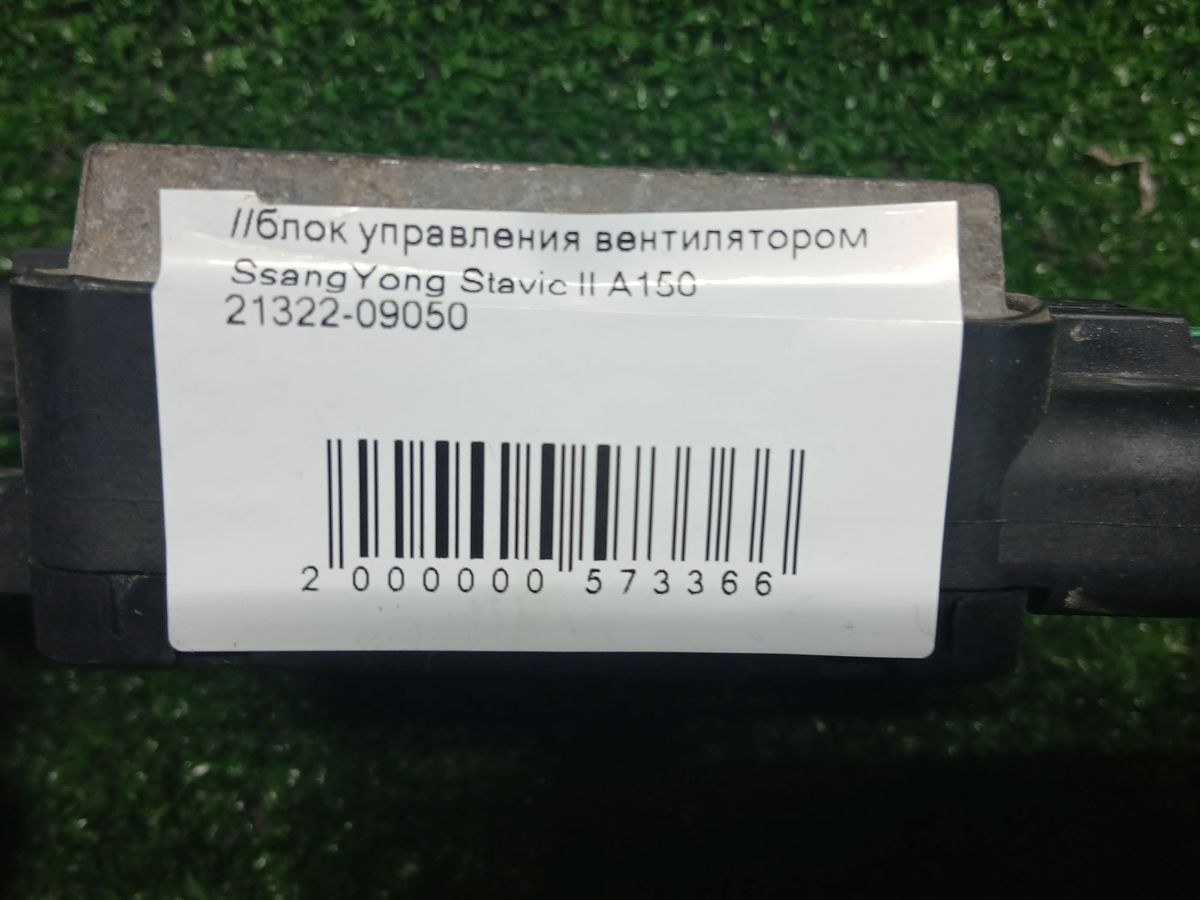 //блок управления вентилятором
SsangYong Stavic II A150
21322-09050
2 000000 573366